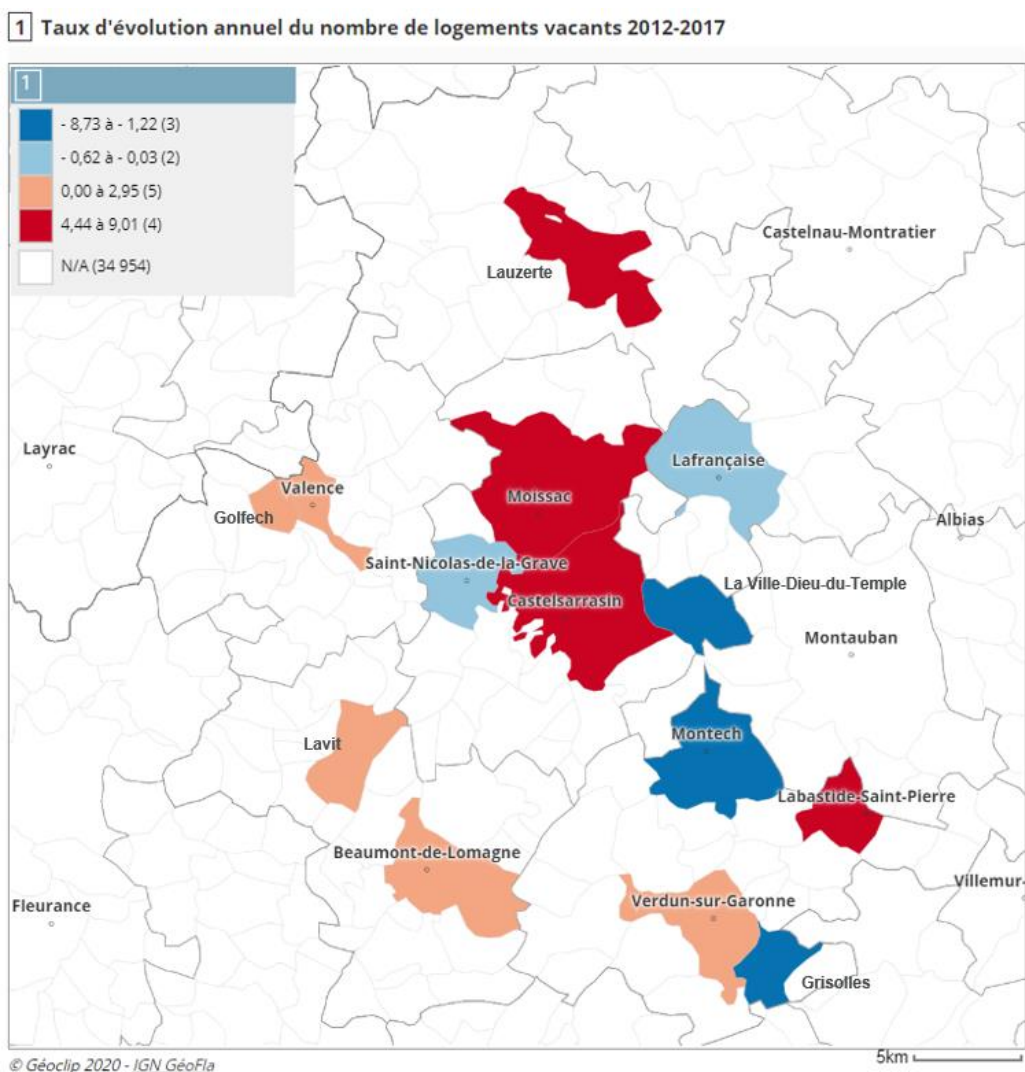 1 Taux d'évolution annuel du nombre de logements vacants 2012-2017
1
- 8,73 à - 1,22 (3)
- 0,62 à - 0,03 (2)
0,00 à 2,95 (5)
4,44 à 9,01 (4)
N/A (34 954)
Castelnau-Montratier
Lauzerte
Layrac
Lafrançaise
Valence
Moissac
Golfech
Albias
Saint-Nicolas-de-la-Grave
La Ville-Dieu-du-Temple
Castelsarrasin
Montauban
Montech
Lavit
Labastide-Saint-Pierre
Beaumont-de-Lomagne
Villemur-
Verdun-sur-Garonne
Fleurance
Grisolles
5km
© Géoclip 2020 - IGN GéoFla